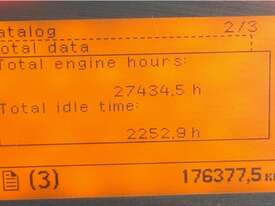 atalog 2/3
otal data
Total engine hours:
27434.5 h
Total idle time:
2252.9 h
(3) 176377,5